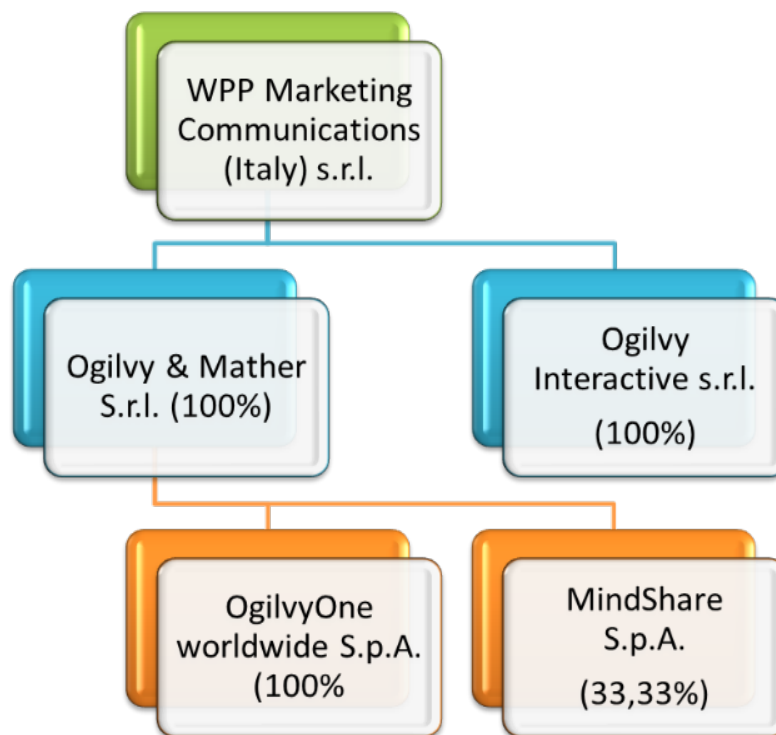 WPP Marketing
Communications
(Italy) s.r.l.
Ogilvy & Mather
S.r.l. (100%)
Ogilvy
Interactive s.r.l.
(100%)
OgilvyOne
worldwide S.p.A.
(100%
MindShare
S.p.A.
(33,33%)